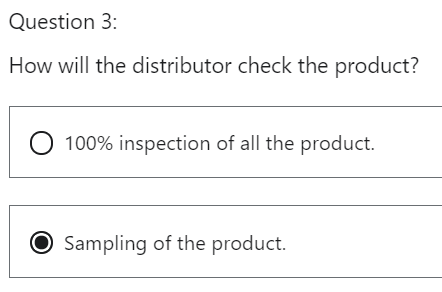 Question 3:
How will the distributor check the product?
100% inspection of all the product.
Sampling of the product.